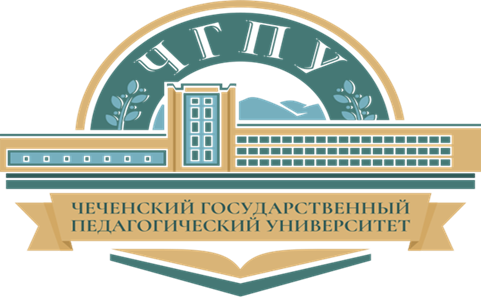 ЧГПУ
ЧЕЧЕНСКИЙ ГОСУДАРСТВЕННЫЙ
ПЕДАГОГИЧЕСКИЙ УНИВЕРСИТЕТ